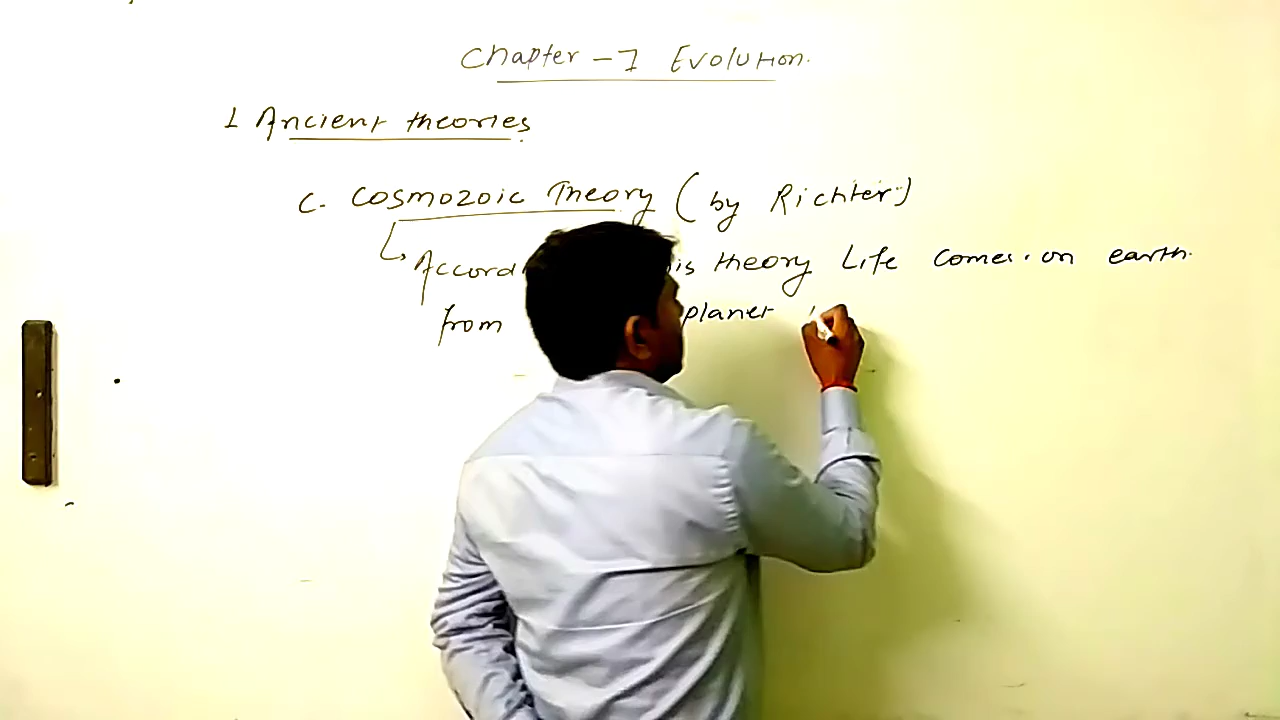 Chapter - 7 Evolution.
1 Ancient theories
C. Cosmozoic Theory (by Richter)
Accord is theory Life comes on earth.
from planet